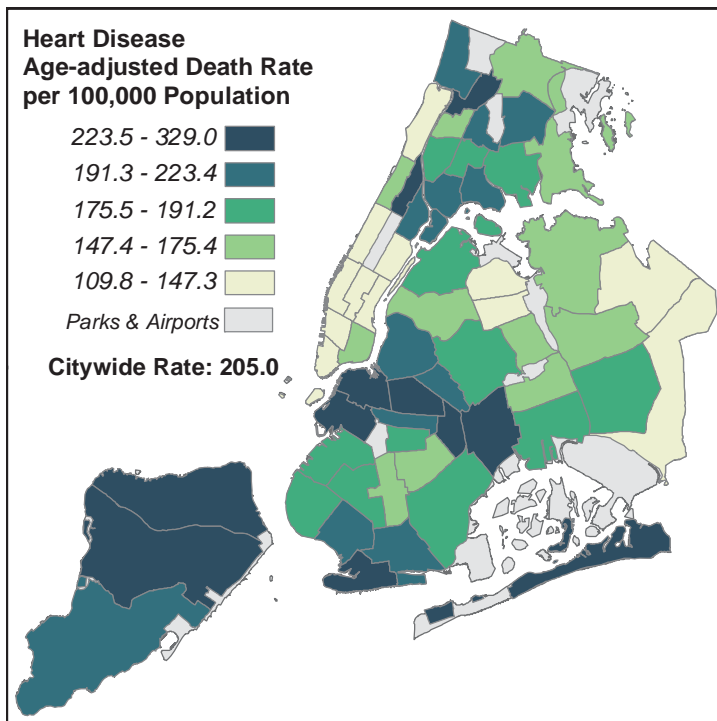 Heart Disease
Age-adjusted Death Rate
per 100,000 Population
223.5 - 329.0
191.3 - 223.4
175.5 - 191.2
147.4 - 175.4
109.8 - 147.3
Parks & Airports
Citywide Rate: 205.0